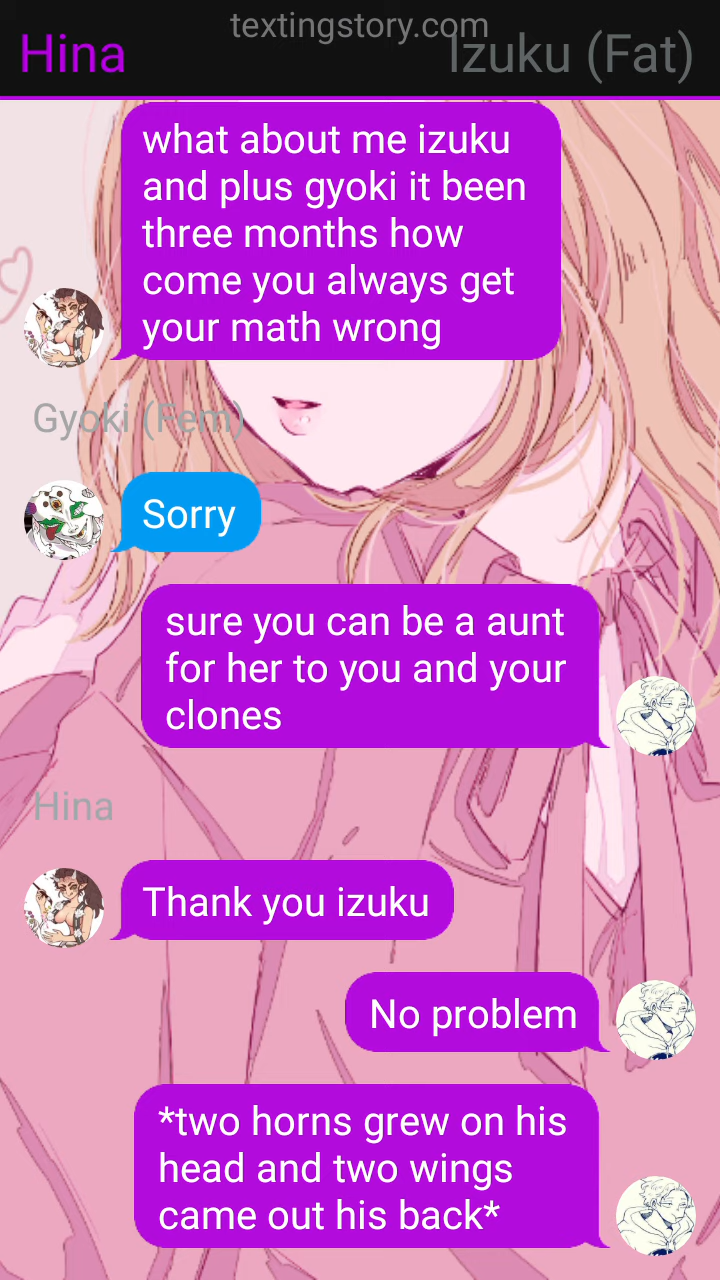 textingstory.com
Hina
Izuku (Fat)
what about me izuku
and plus gyoki it been
three months how
come you always get
your math wrong
Gyoki (Fem)
Sorry
sure you can be a aunt
for her to you and your
clones
Hina
Thank you izuku
No problem
*two horns grew on his
head and two wings
came out his back*